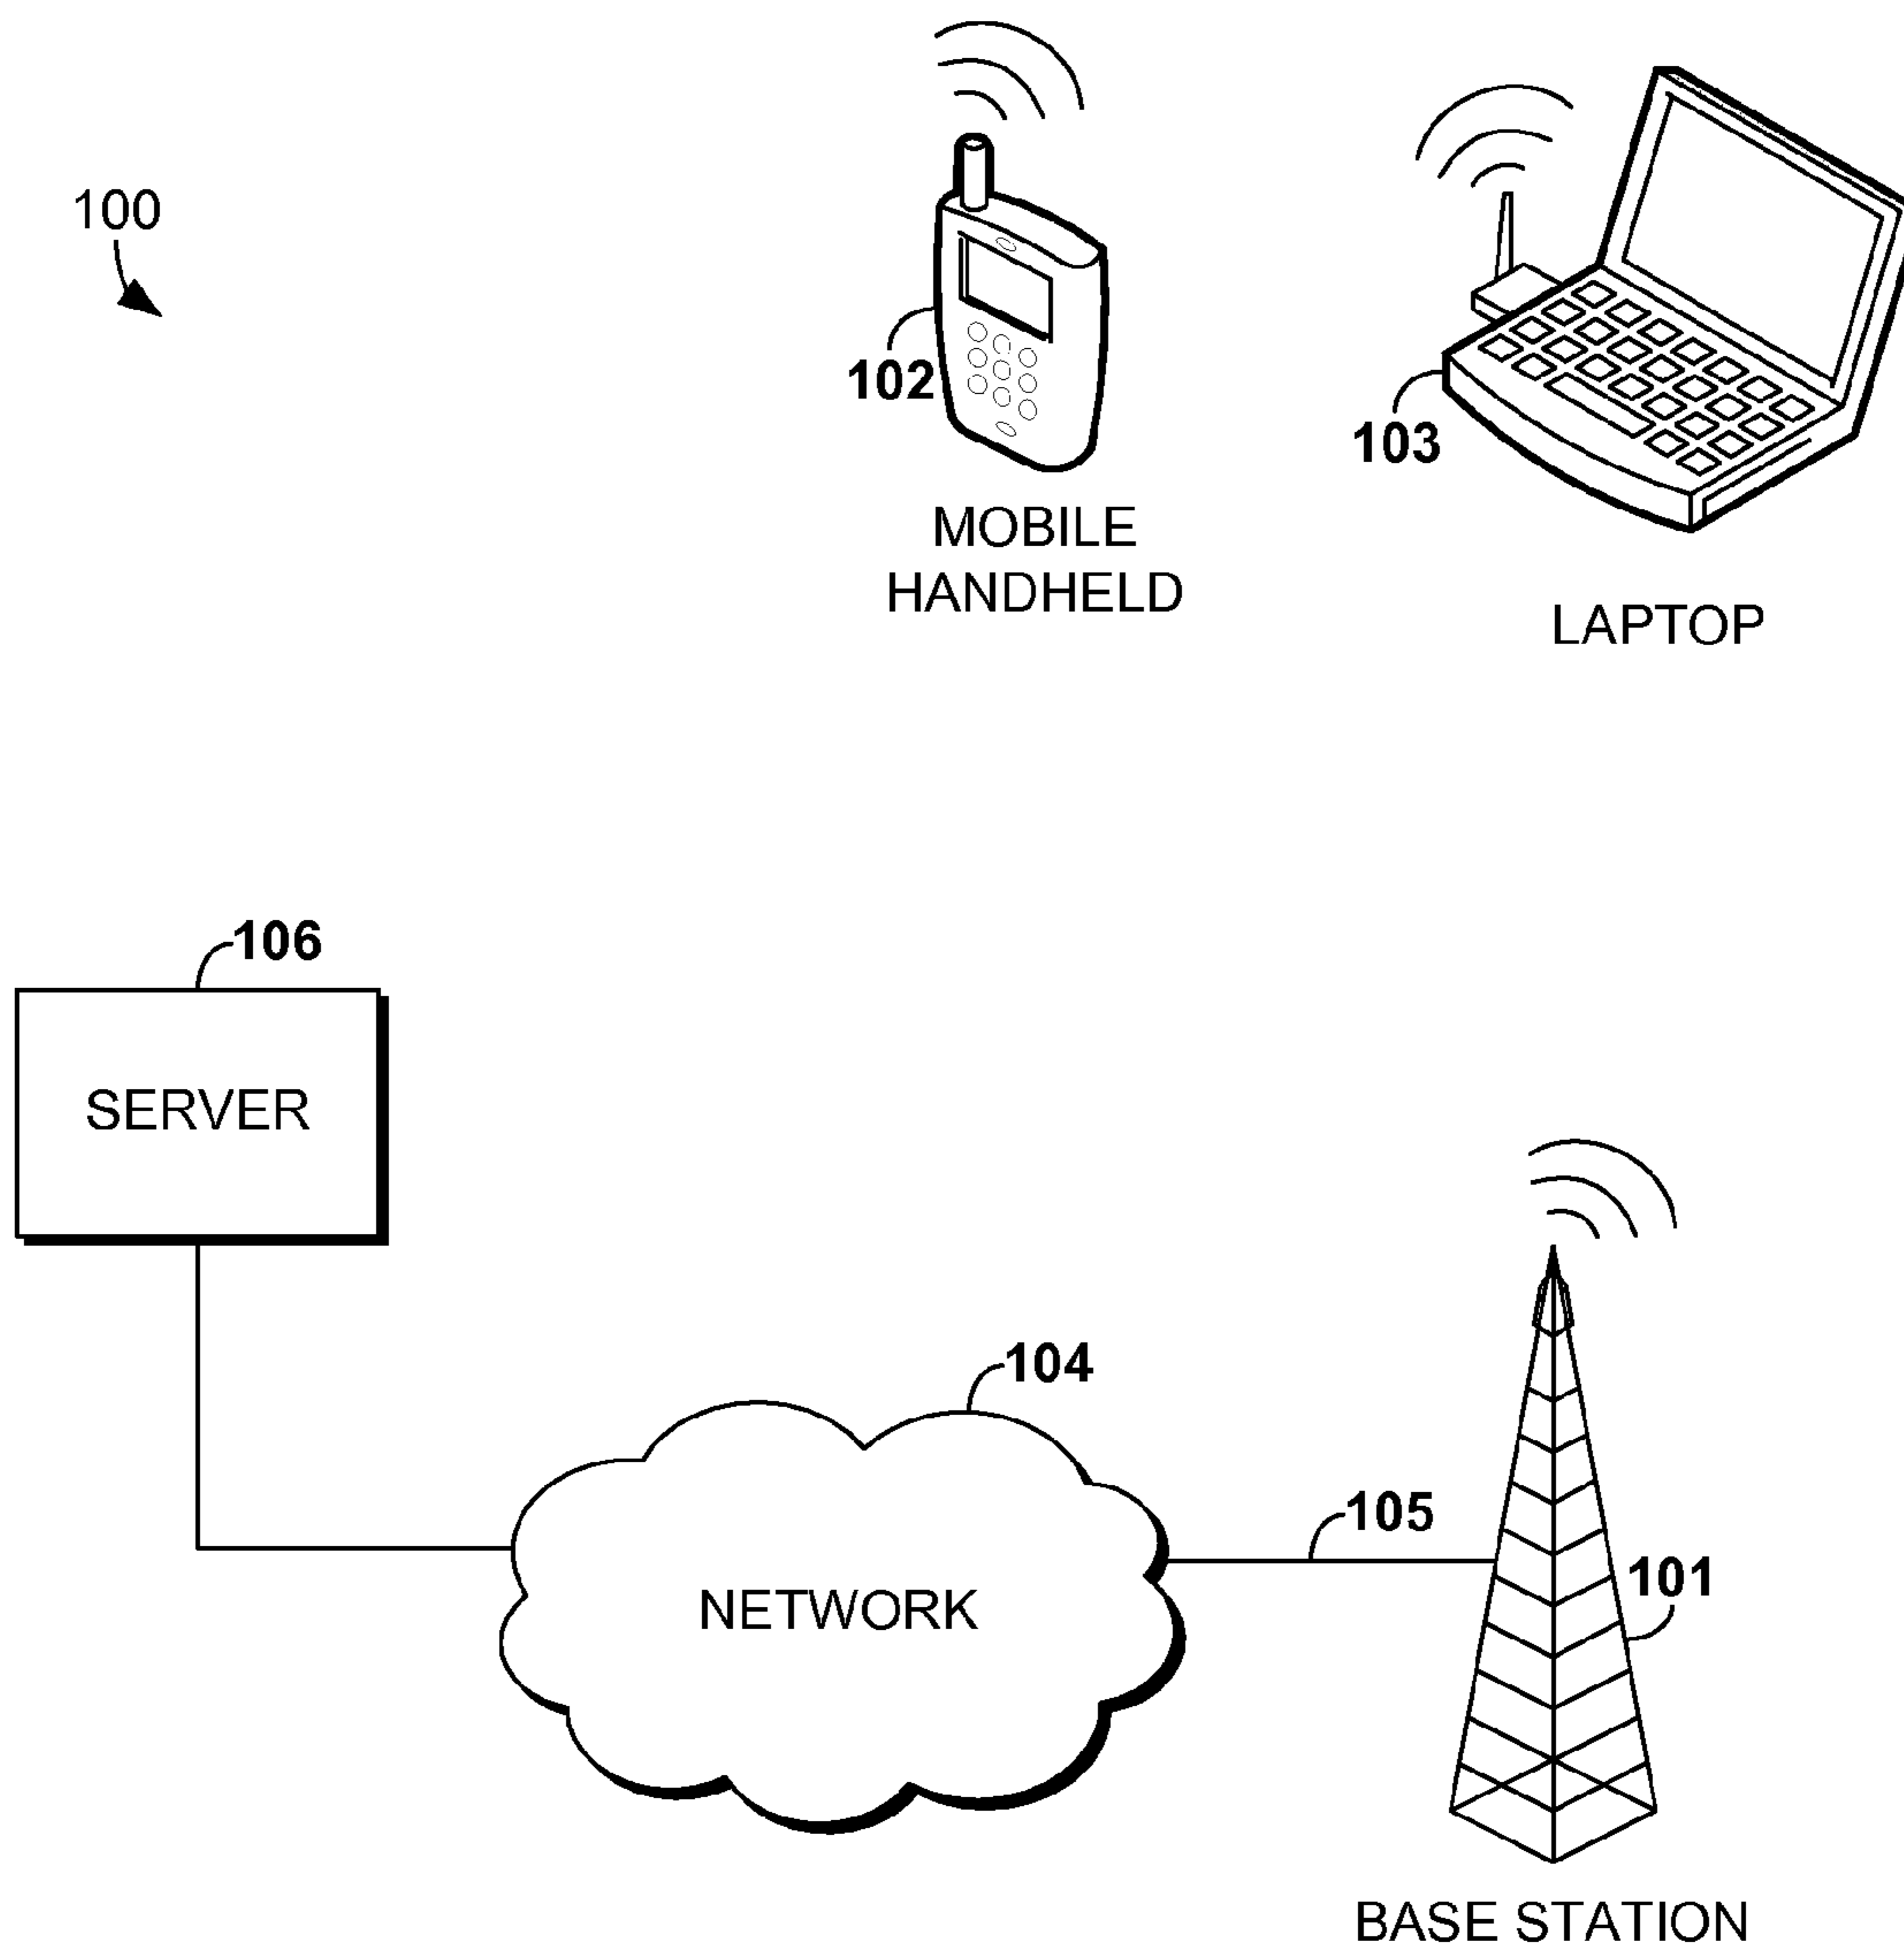 100
102
MOBILE
HANDHELD
103
LAPTOP
106
SERVER
104
NETWORK
105
101
BASE STATION